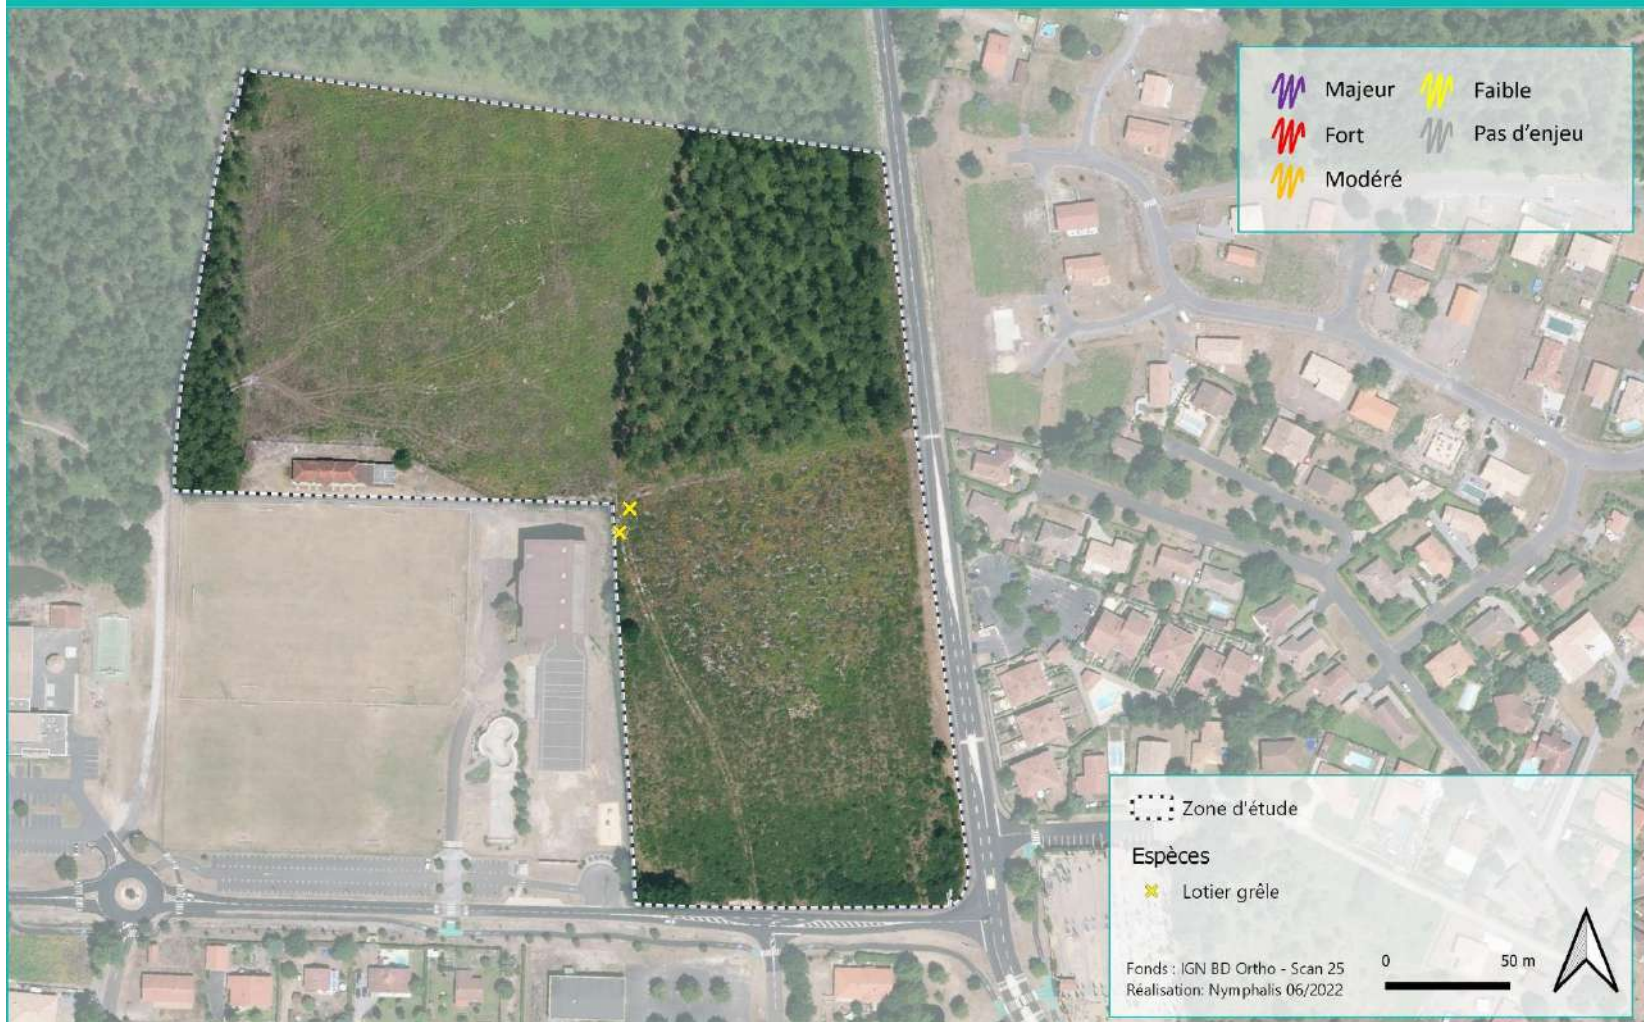 Majeur
Faible
Fort
Pas d'enjeu
Modéré
Zone d'étude
Espèces
Lotier grêle
Fonds : IGN BD Ortho - Scan 25
Réalisation: Nymphalis 06/2022
0 50 m